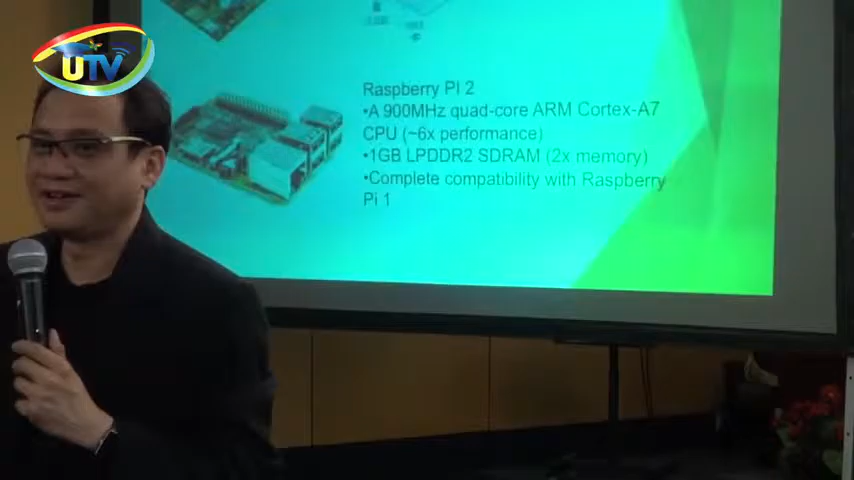 UTV
Raspberry PI 2
•A 900MHz quad-core ARM Cortex-A7
CPU (~6x performance)
•1GB LPDDR2 SDRAM (2x memory)
•Complete compatibility with Raspberry
Pi 1